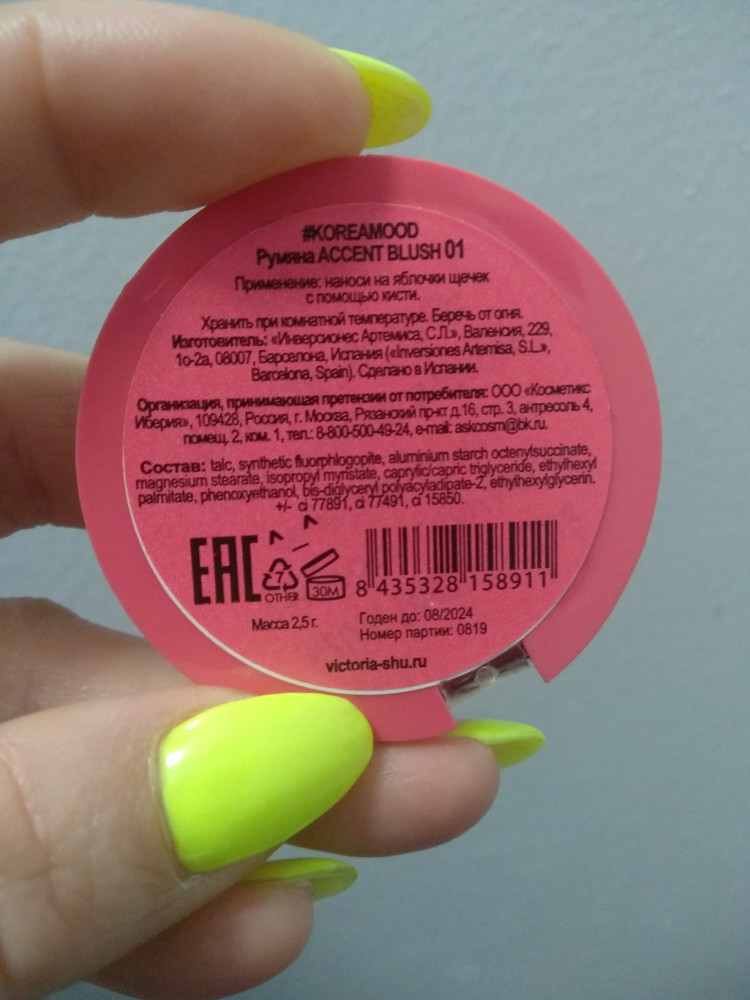 #KOREAMOOD
Румяна ACCENT BLUSH 01
Применение: наноси на яблочки щечек
с помощью кисти.
Хранить при комнатной температуре. Беречь от огня.
Изготовитель: «Инверсионес Артемиса, С.Л.», Валенсия, 229,
1о-2а, 08007, Барселона, Испания («Inversiones Artemisa, S.L.»,
Barcelona, Spain). Сделано в Испании.
Организация, принимающая претензии от потребителя: ООО «Косметикс
Иберия», 109428, Россия, г. Москва, Рязанский пр-кт д.16, стр. 3, антресоль 4,
помещ. 2, ком. 1, тел.: 8-800-500-49-24, e-mail: askcosm@bk.ru.
Состав: talc, synthetic fluorphlogopite, aluminium starch octenylsuccinate,
magnesium stearate, isopropyl myristate, caprylic/capric triglyceride, ethylhexyl
palmitate, phenoxyethanol, bis-diglyceryl polyacyladipate-2, ethylhexylglycerin.
+/- ci 77891, ci 77491, ci 15850.
EAC
7
OTHER
30M
8 435328 158911
Масса 2,5 г.
Годен до: 08/2024
Номер партии: 0819
victoria-shu.ru